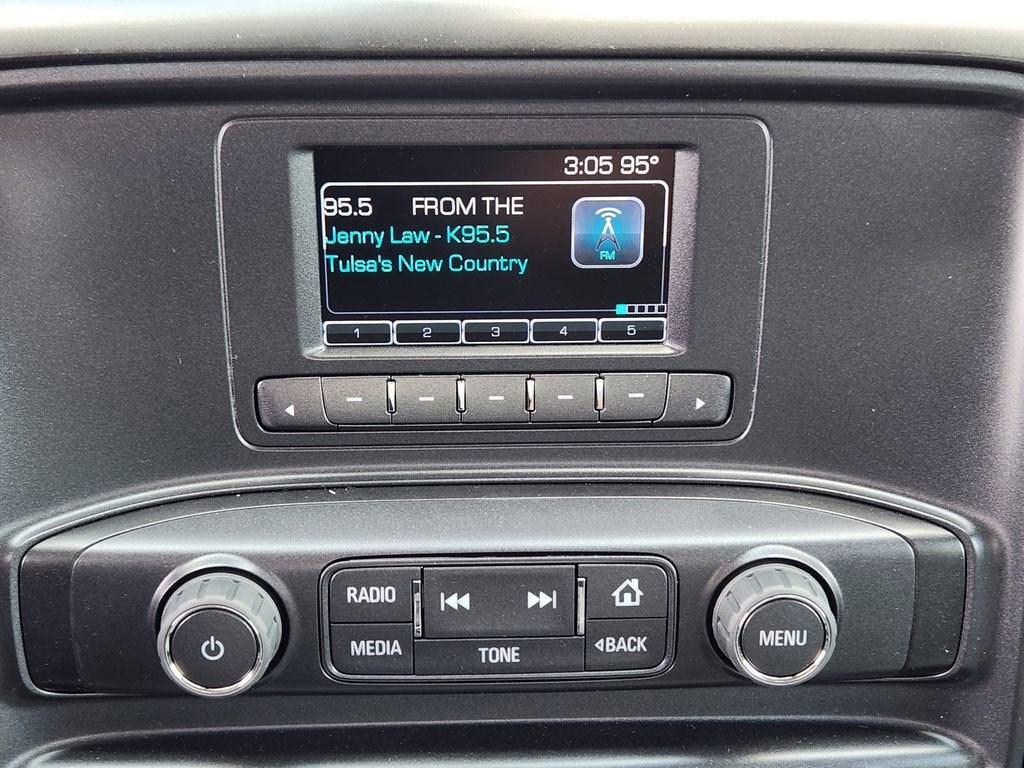 3:05 95°
95.5 FROM THE
Jenny Law - K95.5
Tulsa's New Country
FM
1 2 3 4 5
RADIO
MEDIA
TONE
BACK
MENU